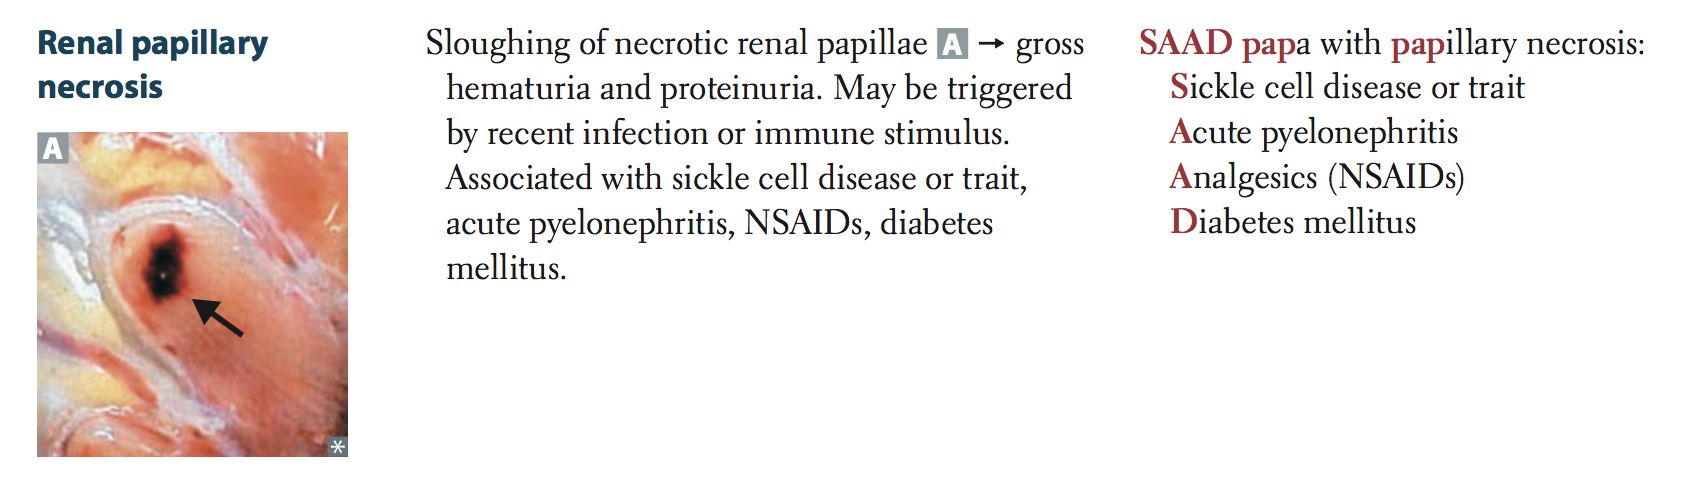 Renal papillary
necrosis
A
Sloughing of necrotic renal papillae A → gross
hematuria and proteinuria. May be triggered
by recent infection or immune stimulus.
Associated with sickle cell disease or trait,
acute pyelonephritis, NSAIDs, diabetes
mellitus.
SAAD papa with papillary necrosis:
Sickle cell disease or trait
Acute pyelonephritis
Analgesics (NSAIDs)
Diabetes mellitus